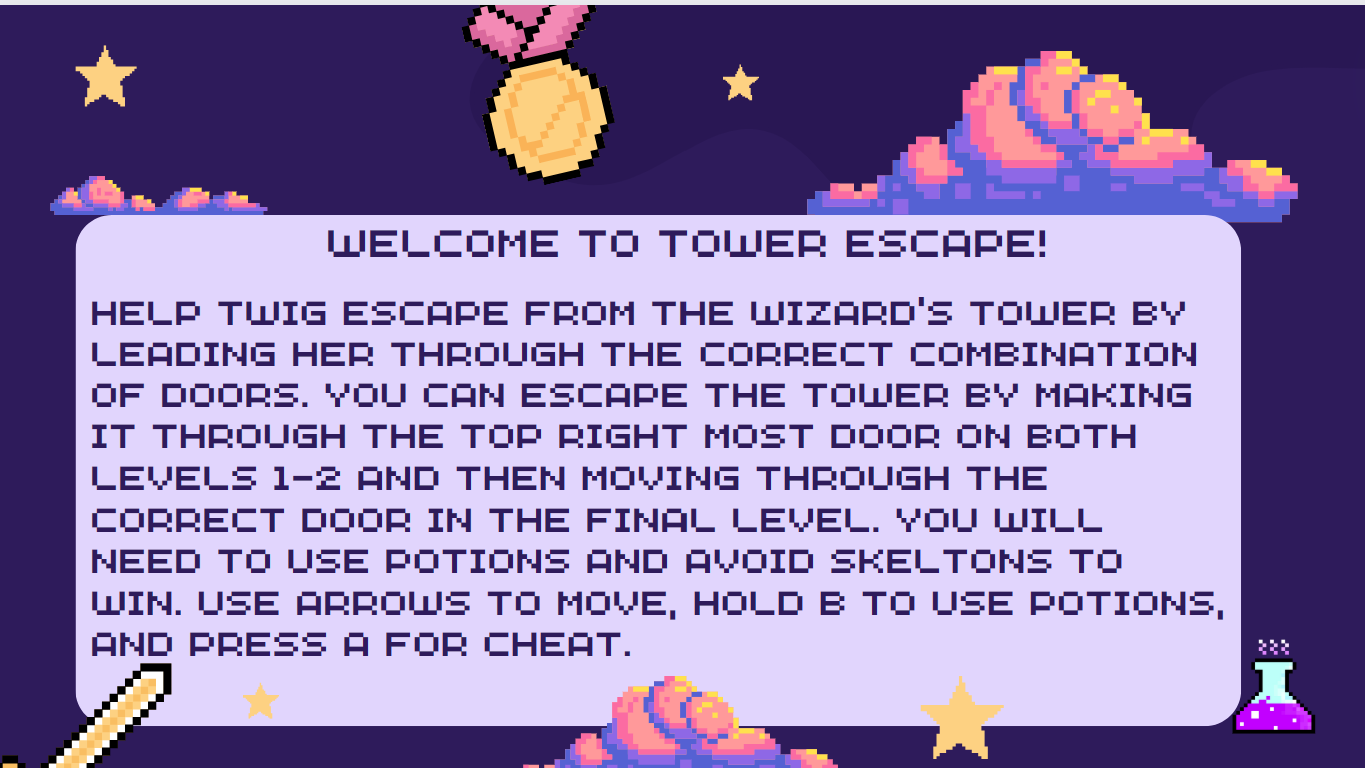 WELCOME TO TOWER ESCAPE!
HELP TWIG ESCAPE FROM THE WIZARD'S TOWER BY
LEADING HER THROUGH THE CORRECT COMBINATION
OF DOORS. YOU CAN ESCAPE THE TOWER BY MAKING
IT THROUGH THE TOP RIGHT MOST DOOR ON BOTH
LEVELS 1-2 AND THEN MOVING THROUGH THE
CORRECT DOOR IN THE FINAL LEVEL. YOU WILL
NEED TO USE POTIONS AND AVOID SKELTONS TO
WIN. USE ARROWS TO MOVE, HOLD B TO USE POTIONS,
AND PRESS A FOR CHEAT.